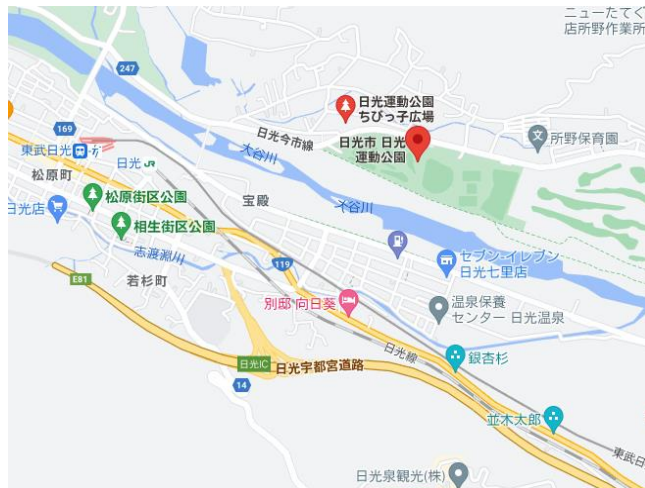 ニューたてぐ
店所野作業所
247
日光運動公園
ちびっ子広場
169
日光今市線
日光市 日光
運動公園
所野保育園
東武日光
大谷川
日光 JR
松原町
松原街区公園
宝殿
大谷川
日光店
相生街区公園
志渡淵川
セブン-イレブン
日光七里店
119
E81
若杉町
別邸 向日葵
温泉保養
センター 日光温泉
日光線
銀杏杉
日光IC
日光宇都宮道路
14
並木太郎
東武日
日光泉観光(株)